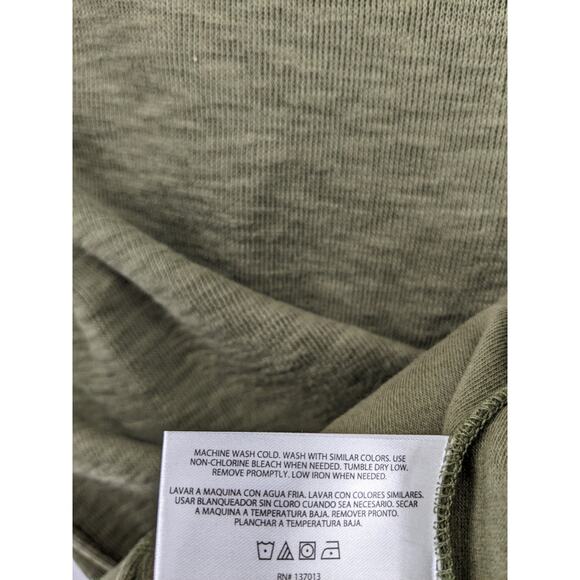 MACHINE WASH COLD. WASH WITH SIMILAR COLORS. USE
NON-CHLORINE BLEACH WHEN NEEDED. TUMBLE DRY LOW.
REMOVE PROMPTLY. LOW IRON WHEN NEEDED.
LAVAR A MAQUINA CON AGUA FRIA. LAVAR CON COLORES SIMILARES.
USAR BLANQUEADOR SIN CLORO CUANDO SEA NECESARIO. SECAR
A MAQUINA A TEMPERATURA BAJA. REMOVER PRONTO.
PLANCHAR A TEMPERATURA BAJA.
RN# 137013